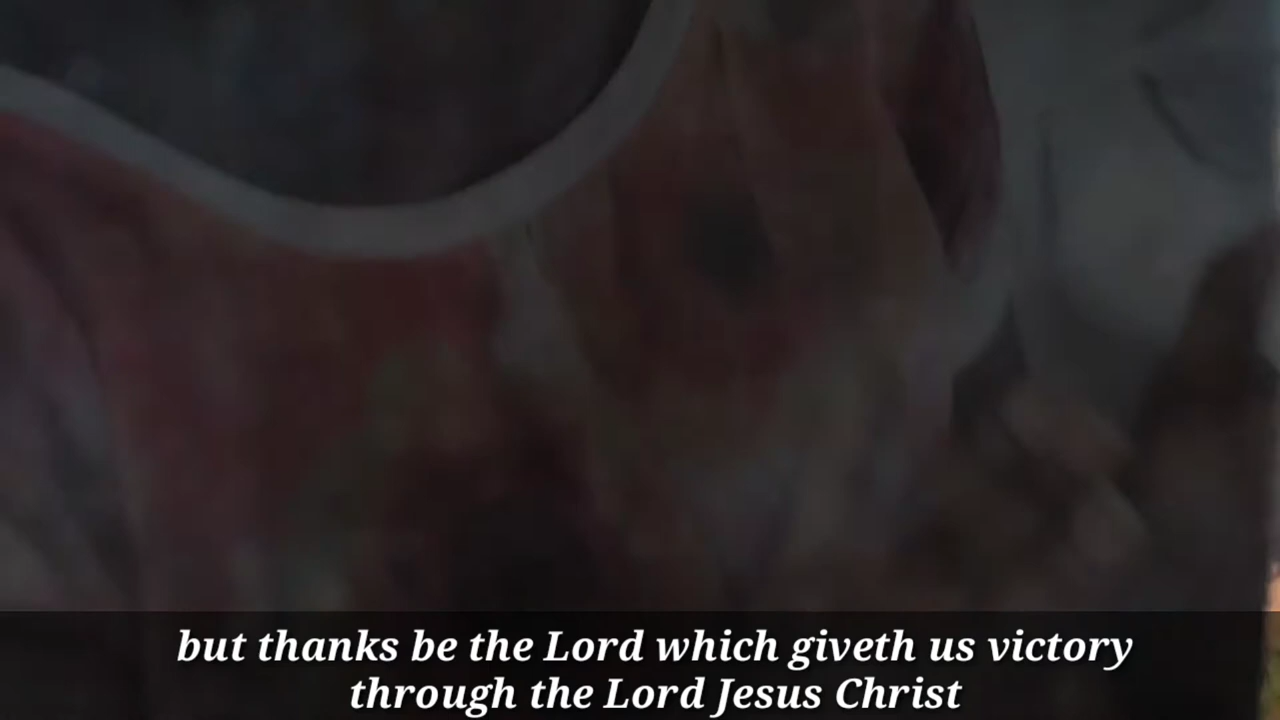 but thanks be the Lord which giveth us victory
through the Lord Jesus Christ